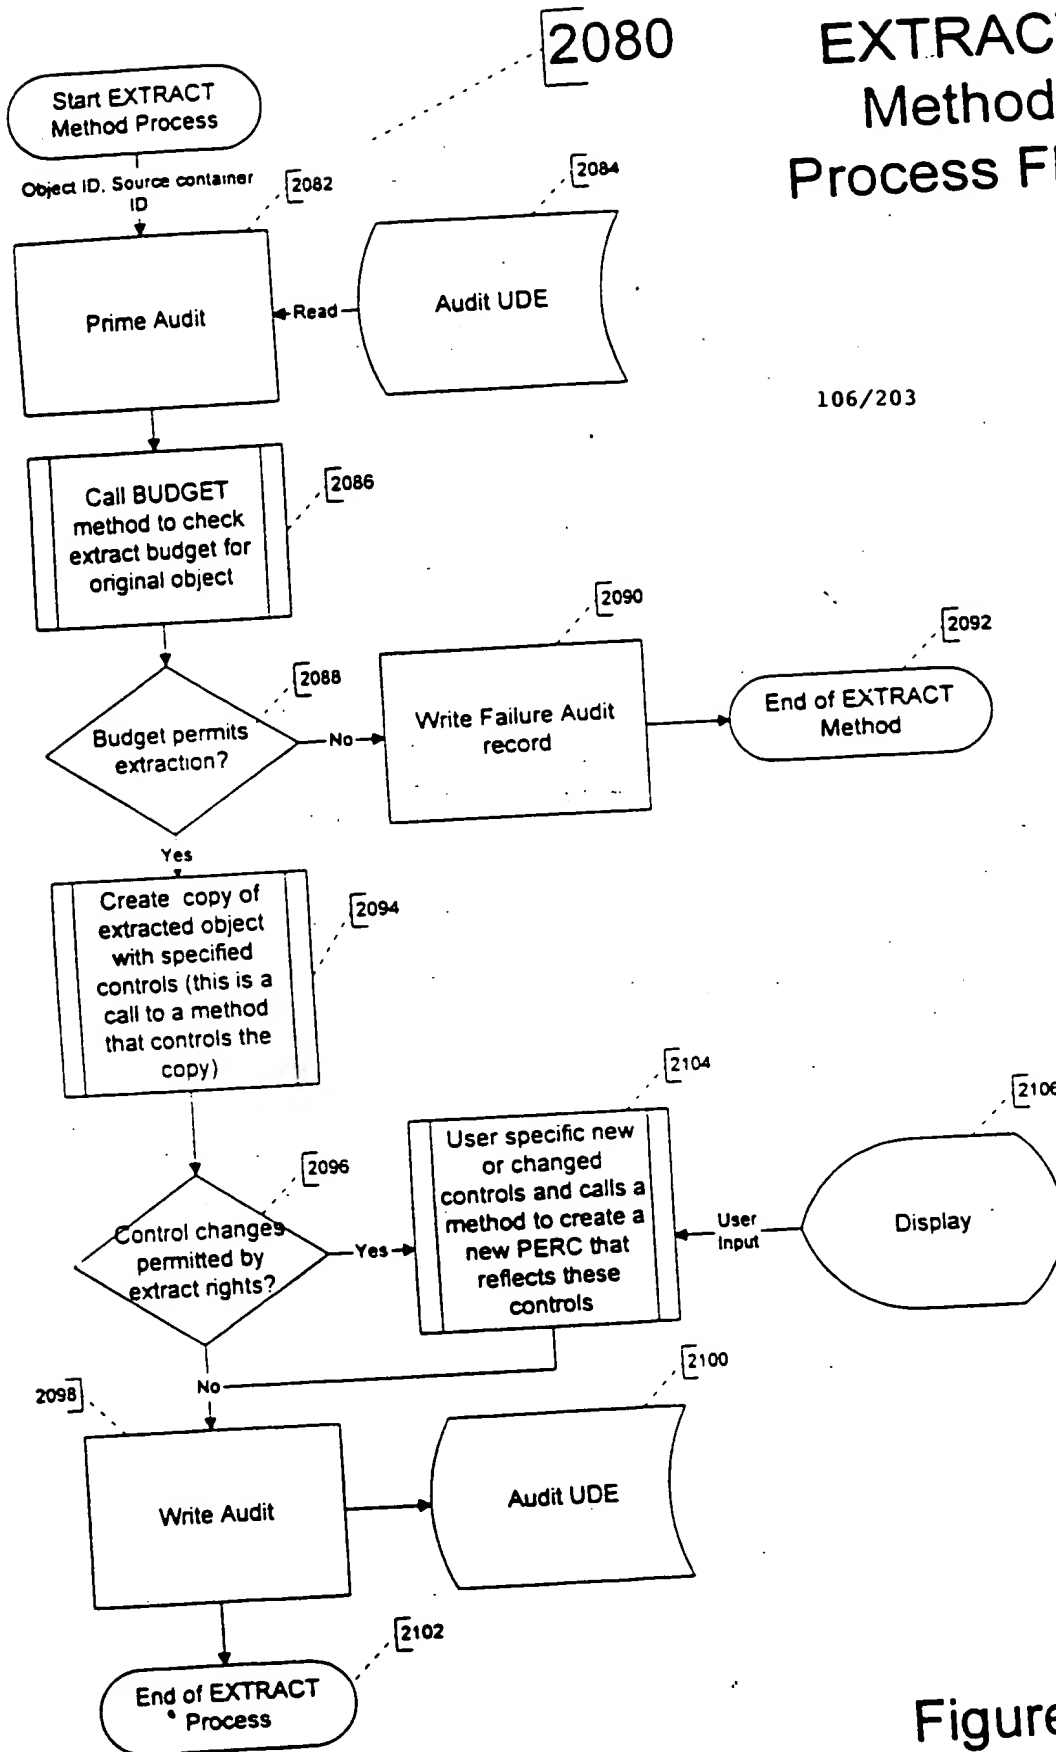 2080
EXTRACT
Method
Process Fl
Start EXTRACT
Method Process
Object ID, Source container
ID
2082
2084
Prime Audit
Read
Audit UDE
106/203
Call BUDGET
method to check
extract budget for
original object
2086
2088
Budget permits
extraction?
No
2090
Write Failure Audit
record
2092
End of EXTRACT
Method
Yes
Create copy of
extracted object
with specified
controls (this is a
call to a method
that controls the
copy)
2094
2096
Control changes
permitted by
extract rights?
Yes
2104
User specific new
or changed
controls and calls a
method to create a
new PERC that
reflects these
controls
User
Input
2106
Display
No
2098
2100
Write Audit
Audit UDE
2102
End of EXTRACT
Process
Figure